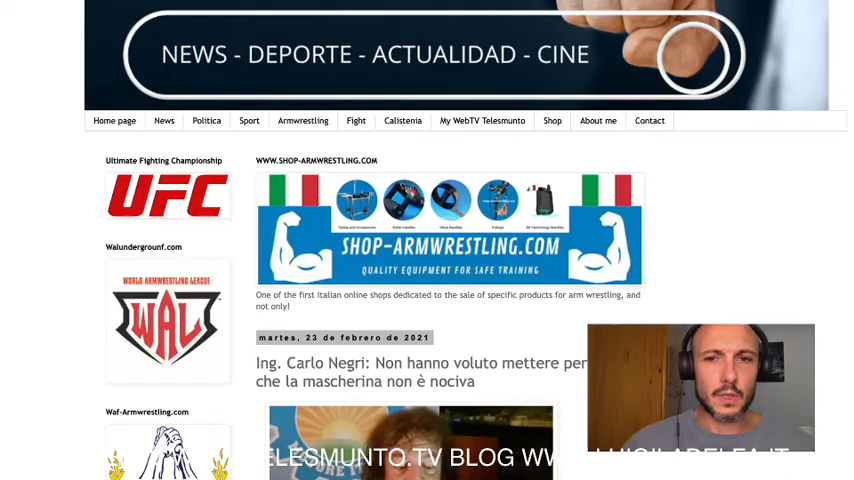 NEWS - DEPORTE - ACTUALIDAD - CINE
Home page News Politica Sport Armwrestling Fight Calistenia My WebTV Telesmunto Shop About me Contact
Ultimate Fighting Championship
UFC
Walundergrounf.com
WORLD ARMWRESTLING LEAGUE
WAL
Waf-Armwrestling.com
WWW.SHOP-ARMWRESTLING.COM
SHOP-ARMWRESTLING.COM
QUALITY EQUIPMENT FOR SAFE TRAINING
One of the first Italian online shops dedicated to the sale of specific products for arm wrestling, and
not only!
martes, 23 de febrero de 2021
Ing. Carlo Negri: Non hanno voluto mettere per
che la mascherina non è nociva
ELESMUNTO.TV BLOG